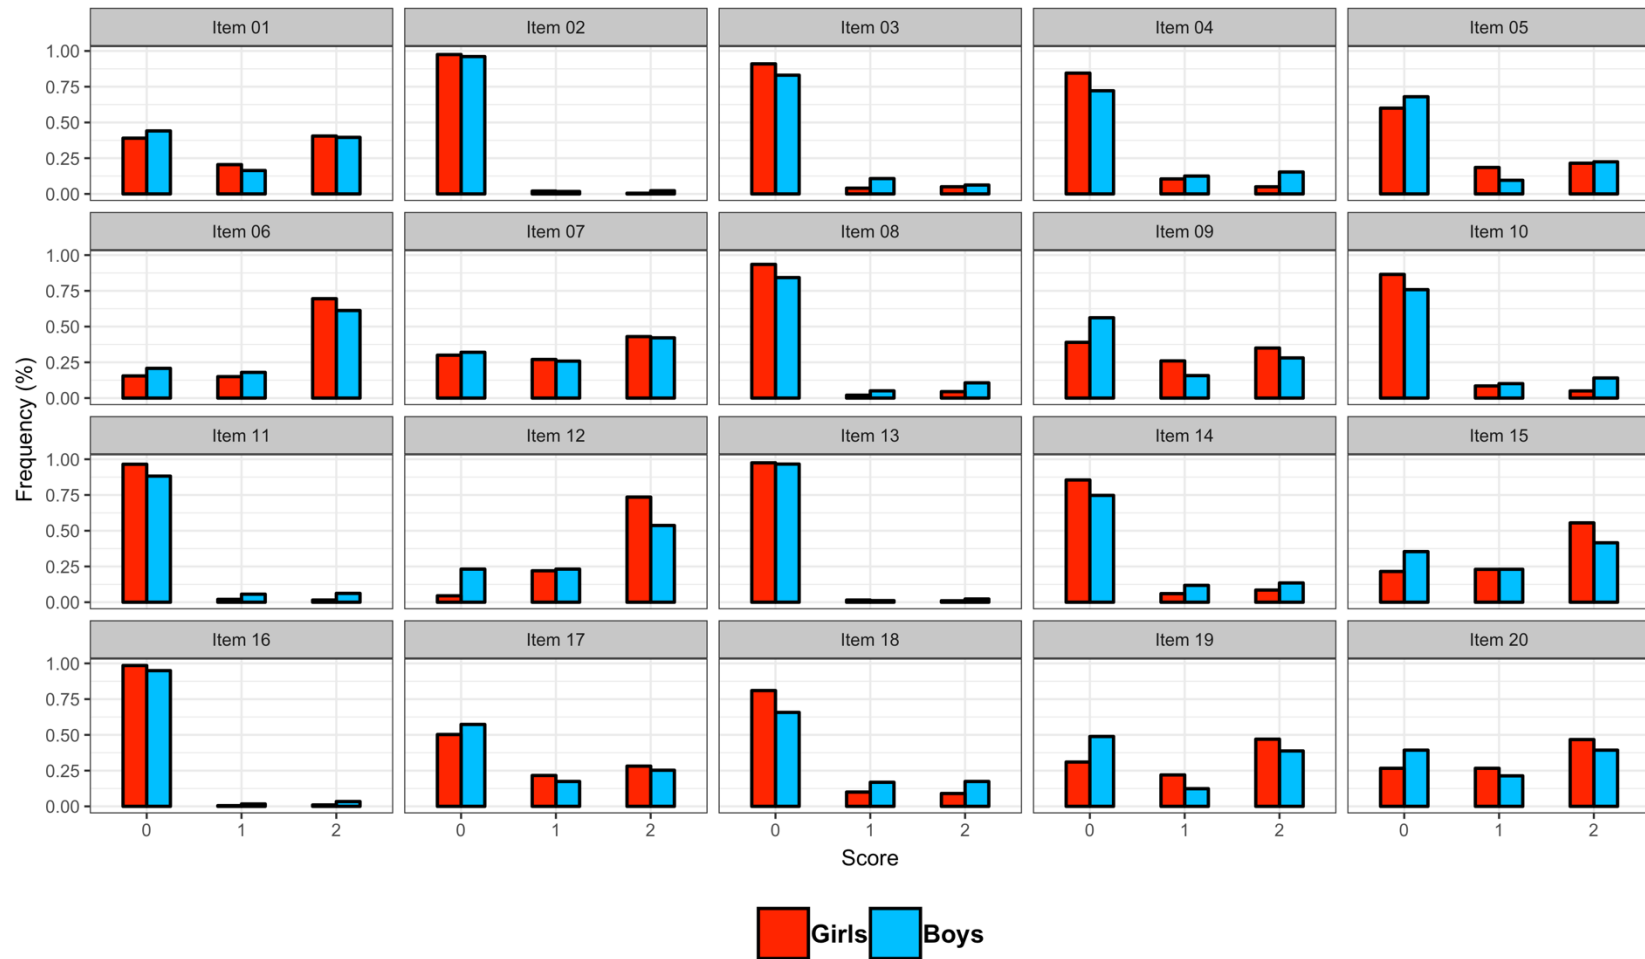 Item 01 Item 02 Item 03 Item 04 Item 05
1.00
0.75
0.50
0.25
0.00
Item 06 Item 07 Item 08 Item 09 Item 10
1.00
0.75
0.50
0.25
0.00
Item 11 Item 12 Item 13 Item 14 Item 15
1.00
0.75
0.50
0.25
0.00
Item 16 Item 17 Item 18 Item 19 Item 20
1.00
0.75
0.50
0.25
0.00
Frequency (%)
0 1 2 0 1 2 0 1 2 0 1 2 0 1 2
Score
Girls Boys